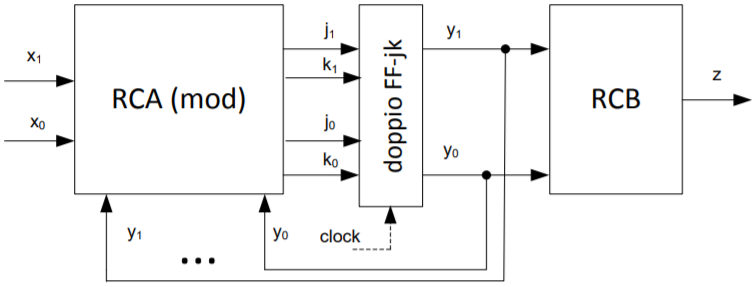 x₁
x₀
RCA (mod)
j₁
k₁
j₀
k₀
doppio FF-jk
y₁
y₀
RCB
z
y₁
...
y₀
clock